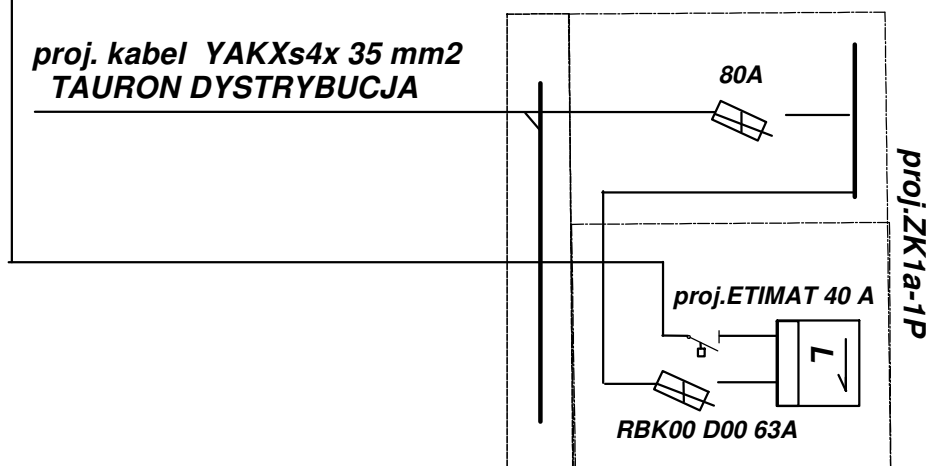 proj. kabel YAKXs4x 35 mm2
TAURON DYSTRYBUCJA
80A
proj.ZK1a-1P
proj.ETIMAT 40 A
L
RBK00 D00 63A